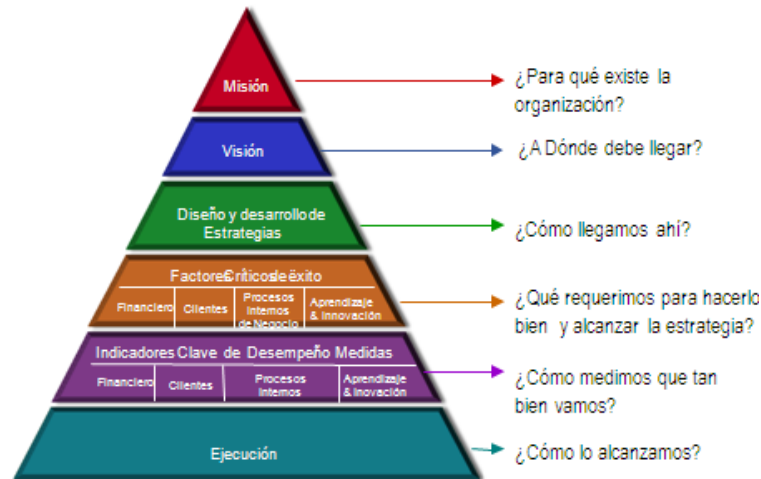 Misión
¿Para qué existe la
organización?
Visión
¿A Dónde debe llegar?
Diseño y desarrollo de
Estrategias
¿Cómo llegamos ahí?
Factores Críticos de éxito
Financiero
Clientes
Procesos
Internos
de Negocio
Aprendizaje
& Innovación
¿Qué requerimos para hacerlo
bien y alcanzar la estrategia?
Indicadores Clave de Desempeño Medidas
Financiero
Clientes
Procesos
Internos
Aprendizaje
& Inovación
¿Cómo medimos que tan
bien vamos?
Ejecución
¿Cómo lo alcanzamos?